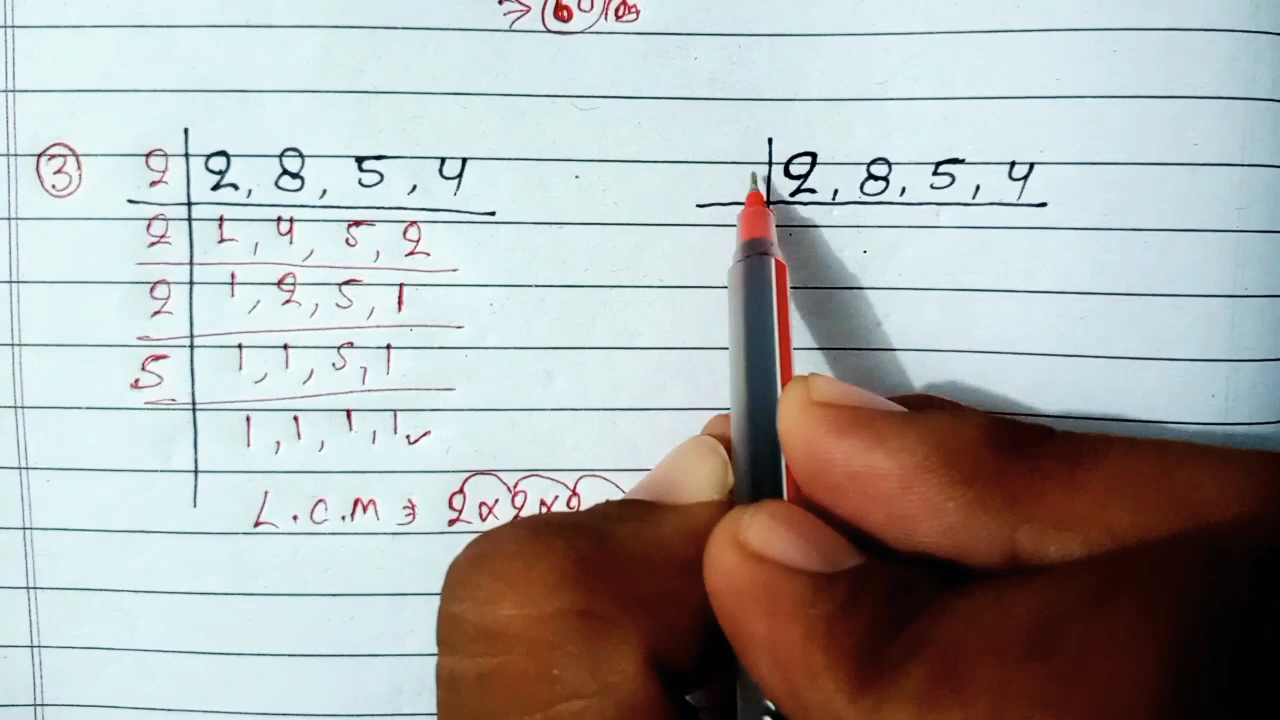 ⇒ 60
③ 2 | 2, 8, 5, 4
2 | 1, 4, 5, 2
2 | 1, 2, 5, 1
5 | 1, 1, 5, 1
1, 1, 1, 1 ✓
L.C.M ⇒ 2×2×2
2, 8, 5, 4